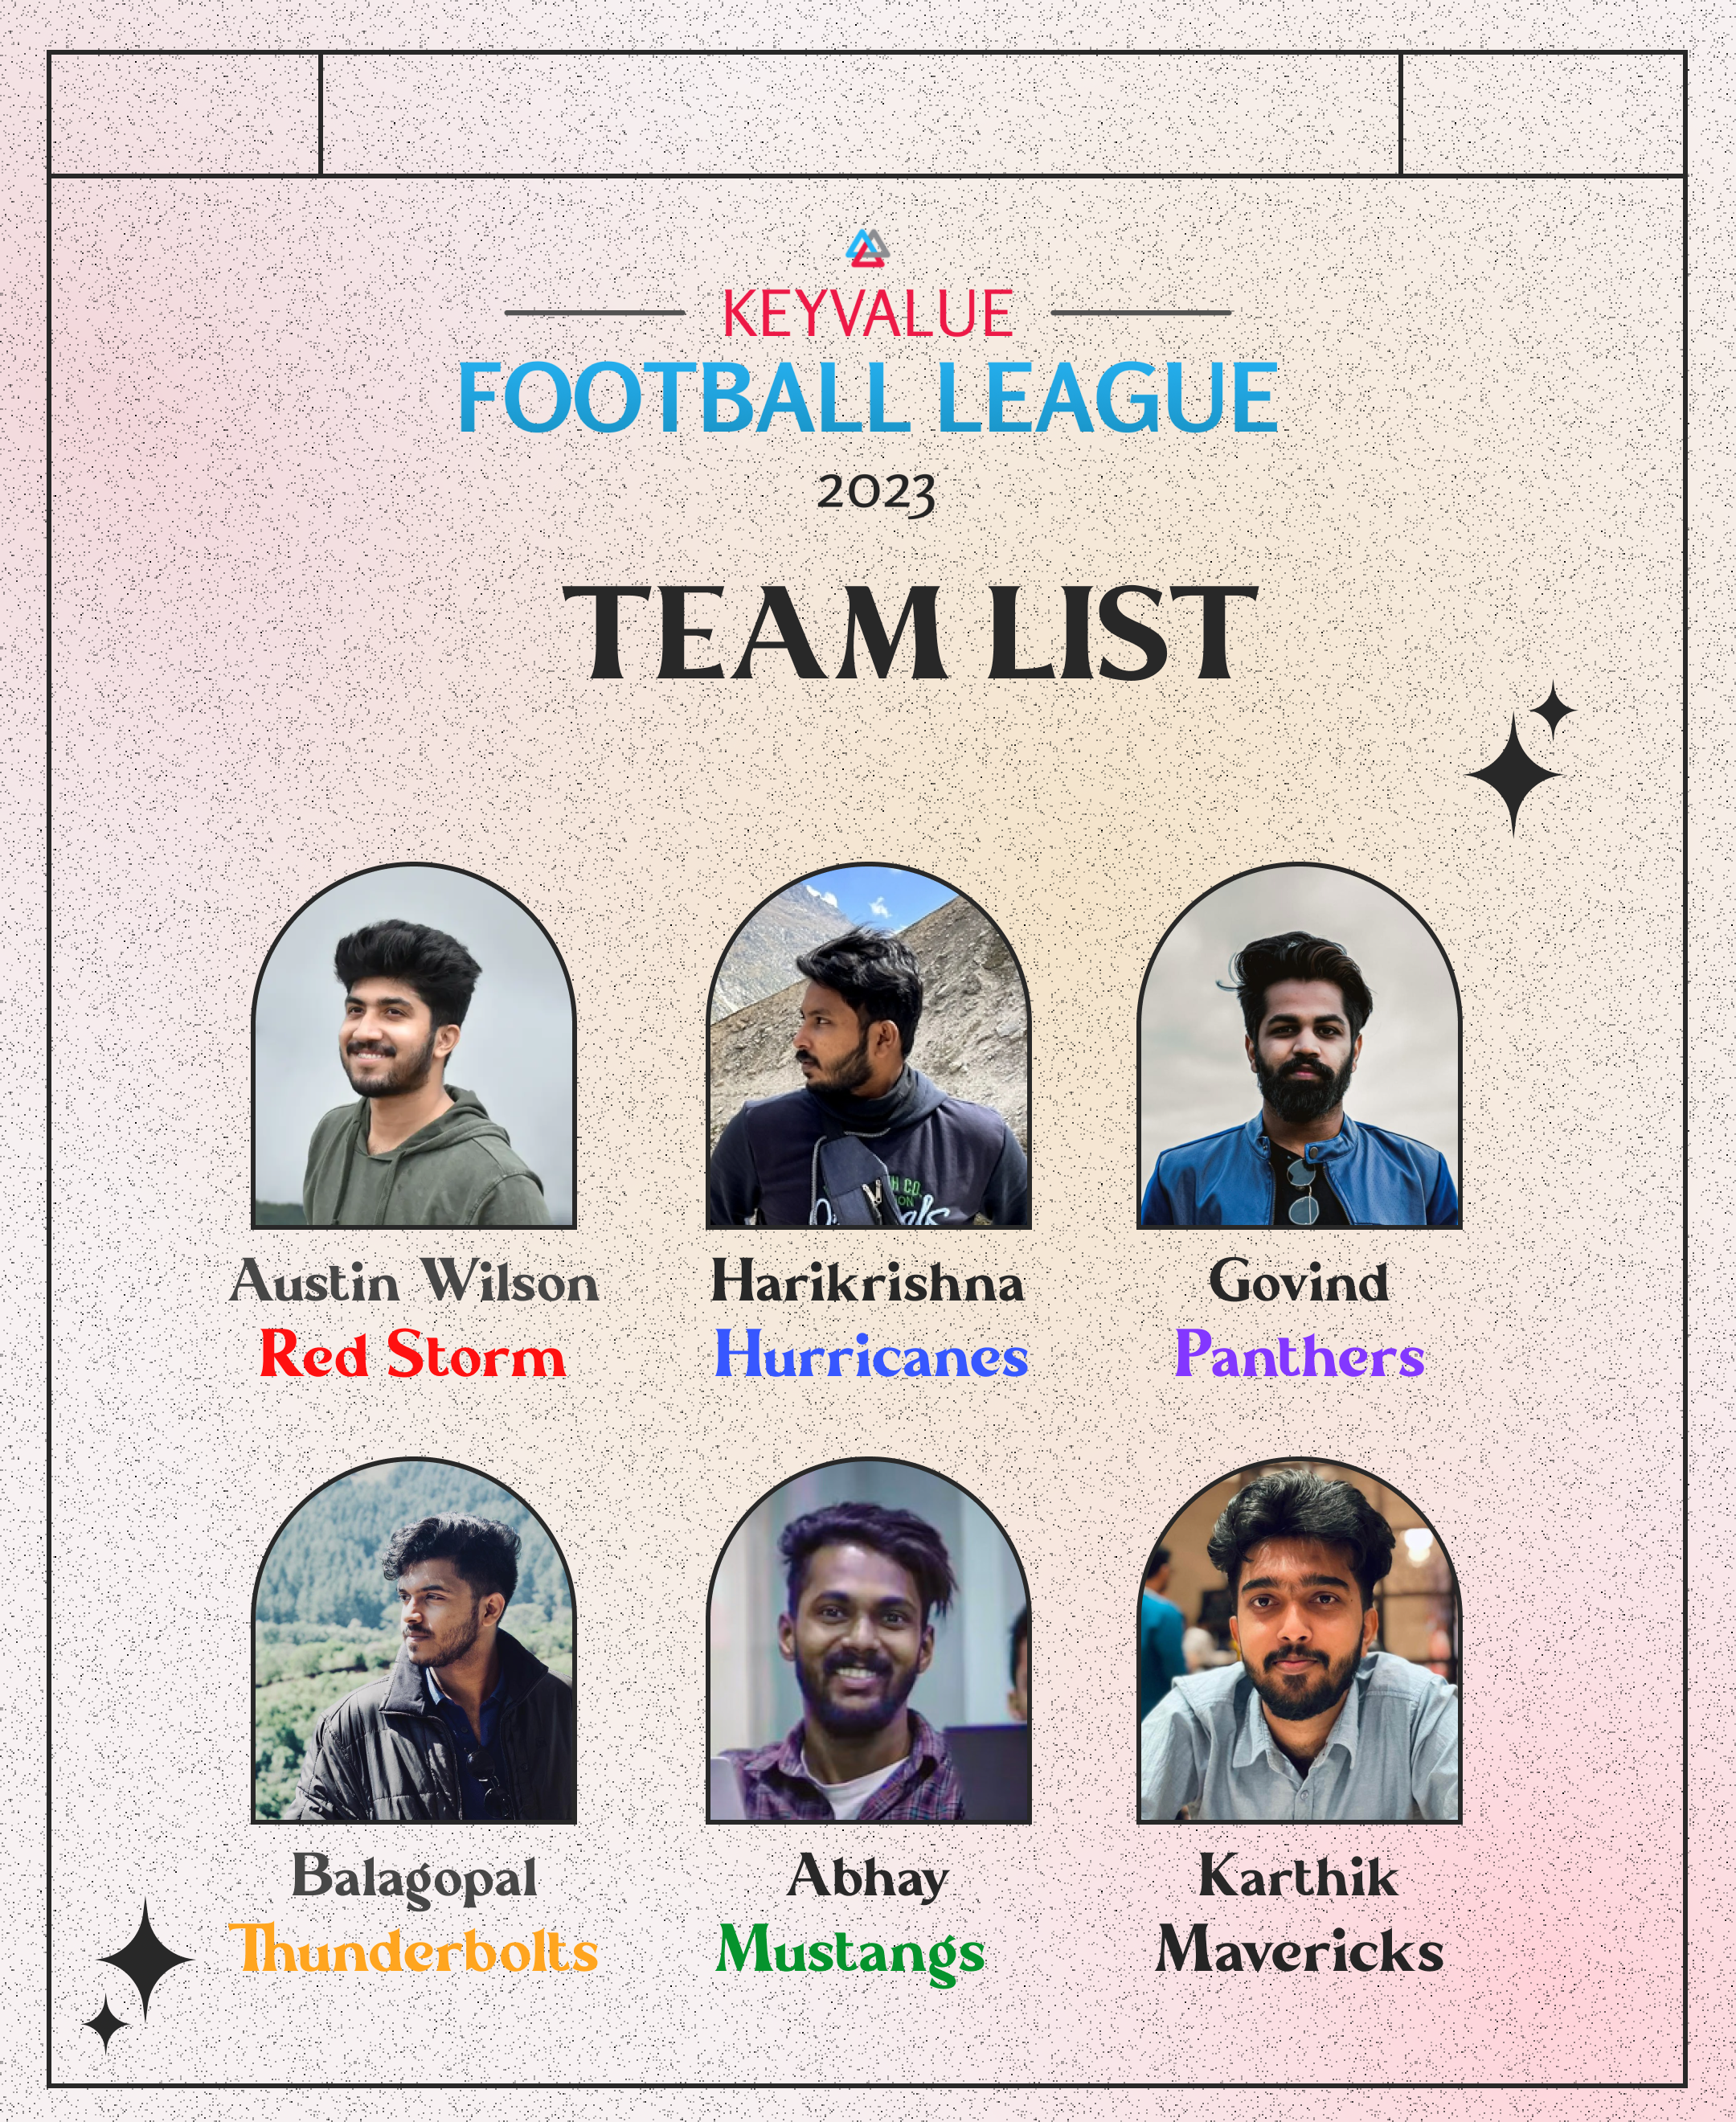 KEYVALUE
FOOTBALL LEAGUE
2023
TEAM LIST
Austin Wilson
Red Storm
Harikrishna
Hurricanes
Govind
Panthers
Balagopal
Thunderbolts
Abhay
Mustangs
Karthik
Mavericks